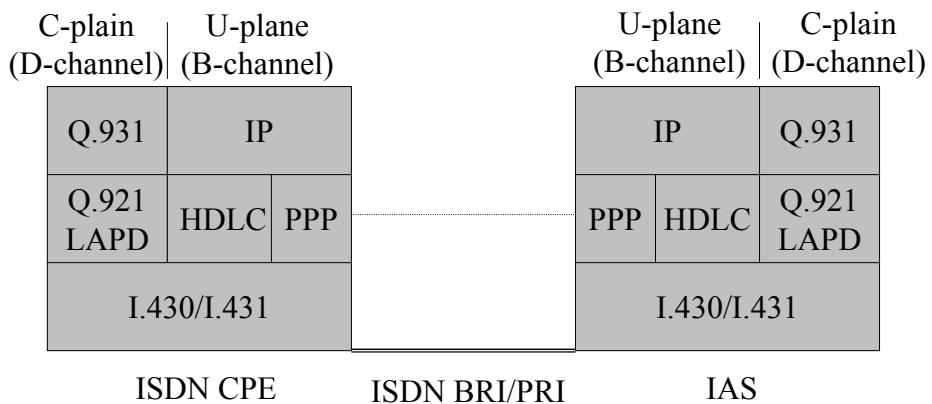 C-plain U-plane U-plane C-plain
(D-channel) (B-channel) (B-channel) (D-channel)
Q.931 IP IP Q.931
Q.921 LAPD HDLC PPP PPP HDLC Q.921 LAPD
I.430/I.431 I.430/I.431
ISDN CPE ISDN BRI/PRI IAS